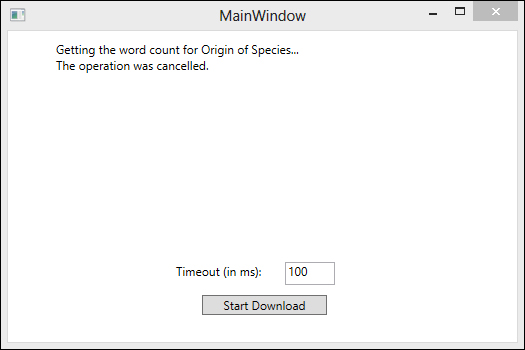 MainWindow
Getting the word count for Origin of Species...
The operation was cancelled.
Timeout (in ms): 100
Start Download